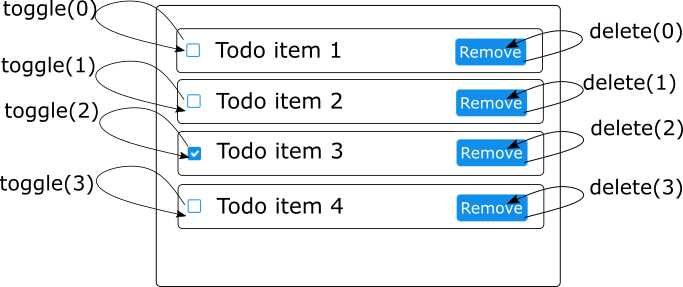 toggle(0)
Todo item 1
Remove
delete(0)
toggle(1)
Todo item 2
Remove
delete(1)
toggle(2)
Todo item 3
Remove
delete(2)
toggle(3)
Todo item 4
Remove
delete(3)